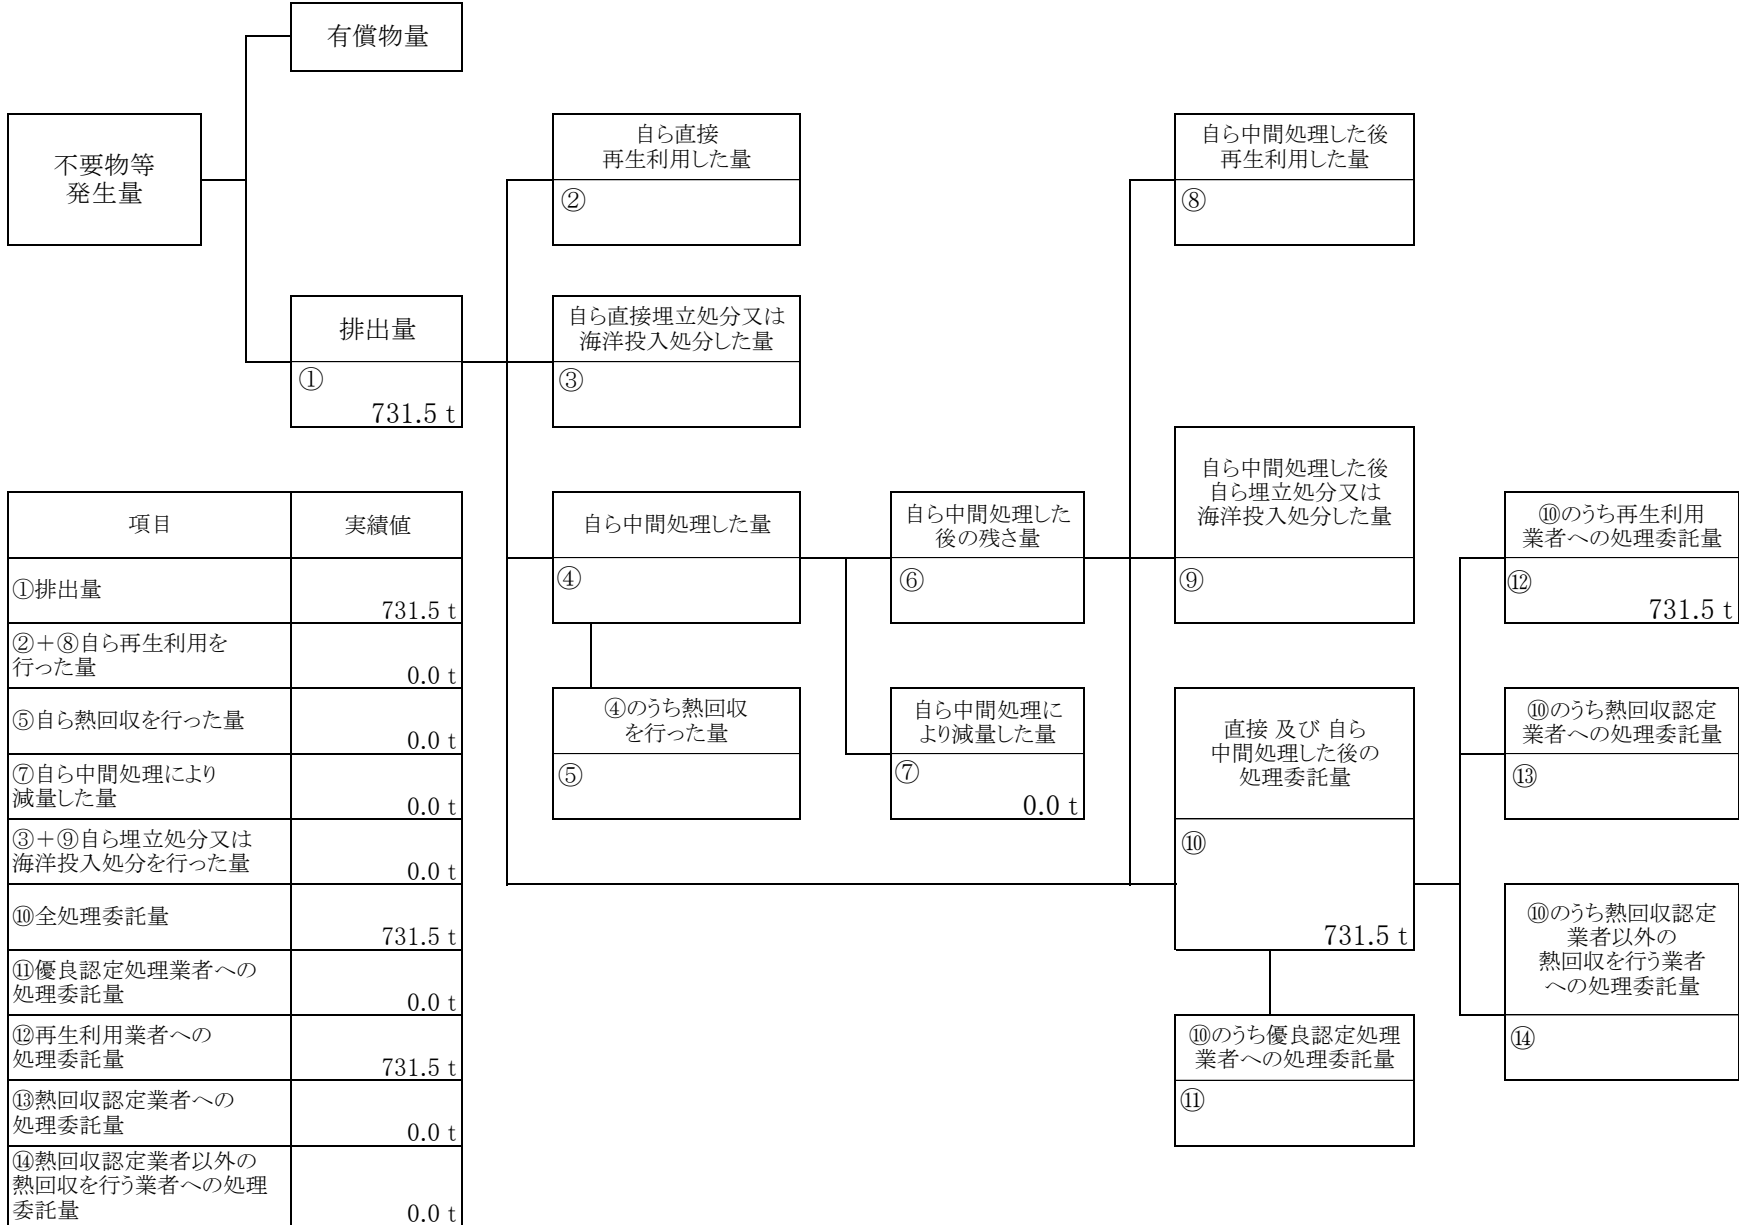 有償物量
不要物等
発生量
自ら直接
再生利用した量
②
自ら中間処理した後
再生利用した量
⑧
排出量
①
731.5 t
自ら直接埋立処分又は
海洋投入処分した量
③
自ら中間処理した量
④
自ら中間処理した
後の残さ量
⑥
自ら中間処理した後
自ら埋立処分又は
海洋投入処分した量
⑨
⑩のうち再生利用
業者への処理委託量
⑫
731.5 t
④のうち熱回収
を行った量
⑤
自ら中間処理に
より減量した量
⑦
0.0 t
直接 及び 自ら
中間処理した後の
処理委託量
⑩
731.5 t
⑩のうち熱回収認定
業者への処理委託量
⑬
⑩のうち熱回収認定
業者以外の
熱回収を行う業者
への処理委託量
⑭
⑩のうち優良認定処理
業者への処理委託量
⑪
項目 実績値
①排出量
731.5 t
②+⑧自ら再生利用を
行った量
0.0 t
⑤自ら熱回収を行った量
0.0 t
⑦自ら中間処理により
減量した量
0.0 t
③+⑨自ら埋立処分又は
海洋投入処分を行った量
0.0 t
⑩全処理委託量
731.5 t
⑪優良認定処理業者への
処理委託量
0.0 t
⑫再生利用業者への
処理委託量
731.5 t
⑬熱回収認定業者への
処理委託量
0.0 t
⑭熱回収認定業者以外の
熱回収を行う業者への処理
委託量
0.0 t